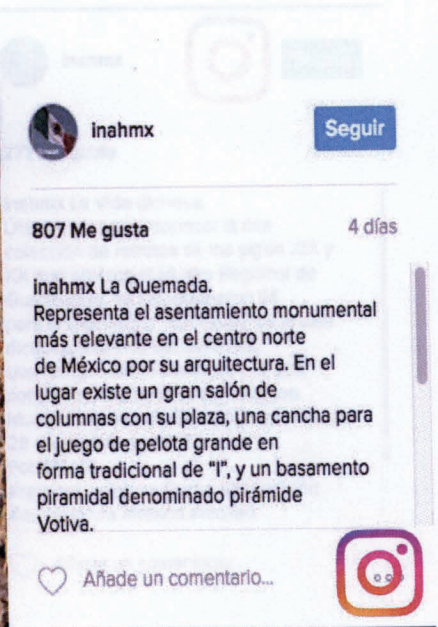 inahmx
Seguir
807 Me gusta
4 días
inahmx La Quemada.
Representa el asentamiento monumental
más relevante en el centro norte
de México por su arquitectura. En el
lugar existe un gran salón de
columnas con su plaza, una cancha para
el juego de pelota grande en
forma tradicional de "I", y un basamento
piramidal denominado pirámide
Votiva.
Añade un comentario...